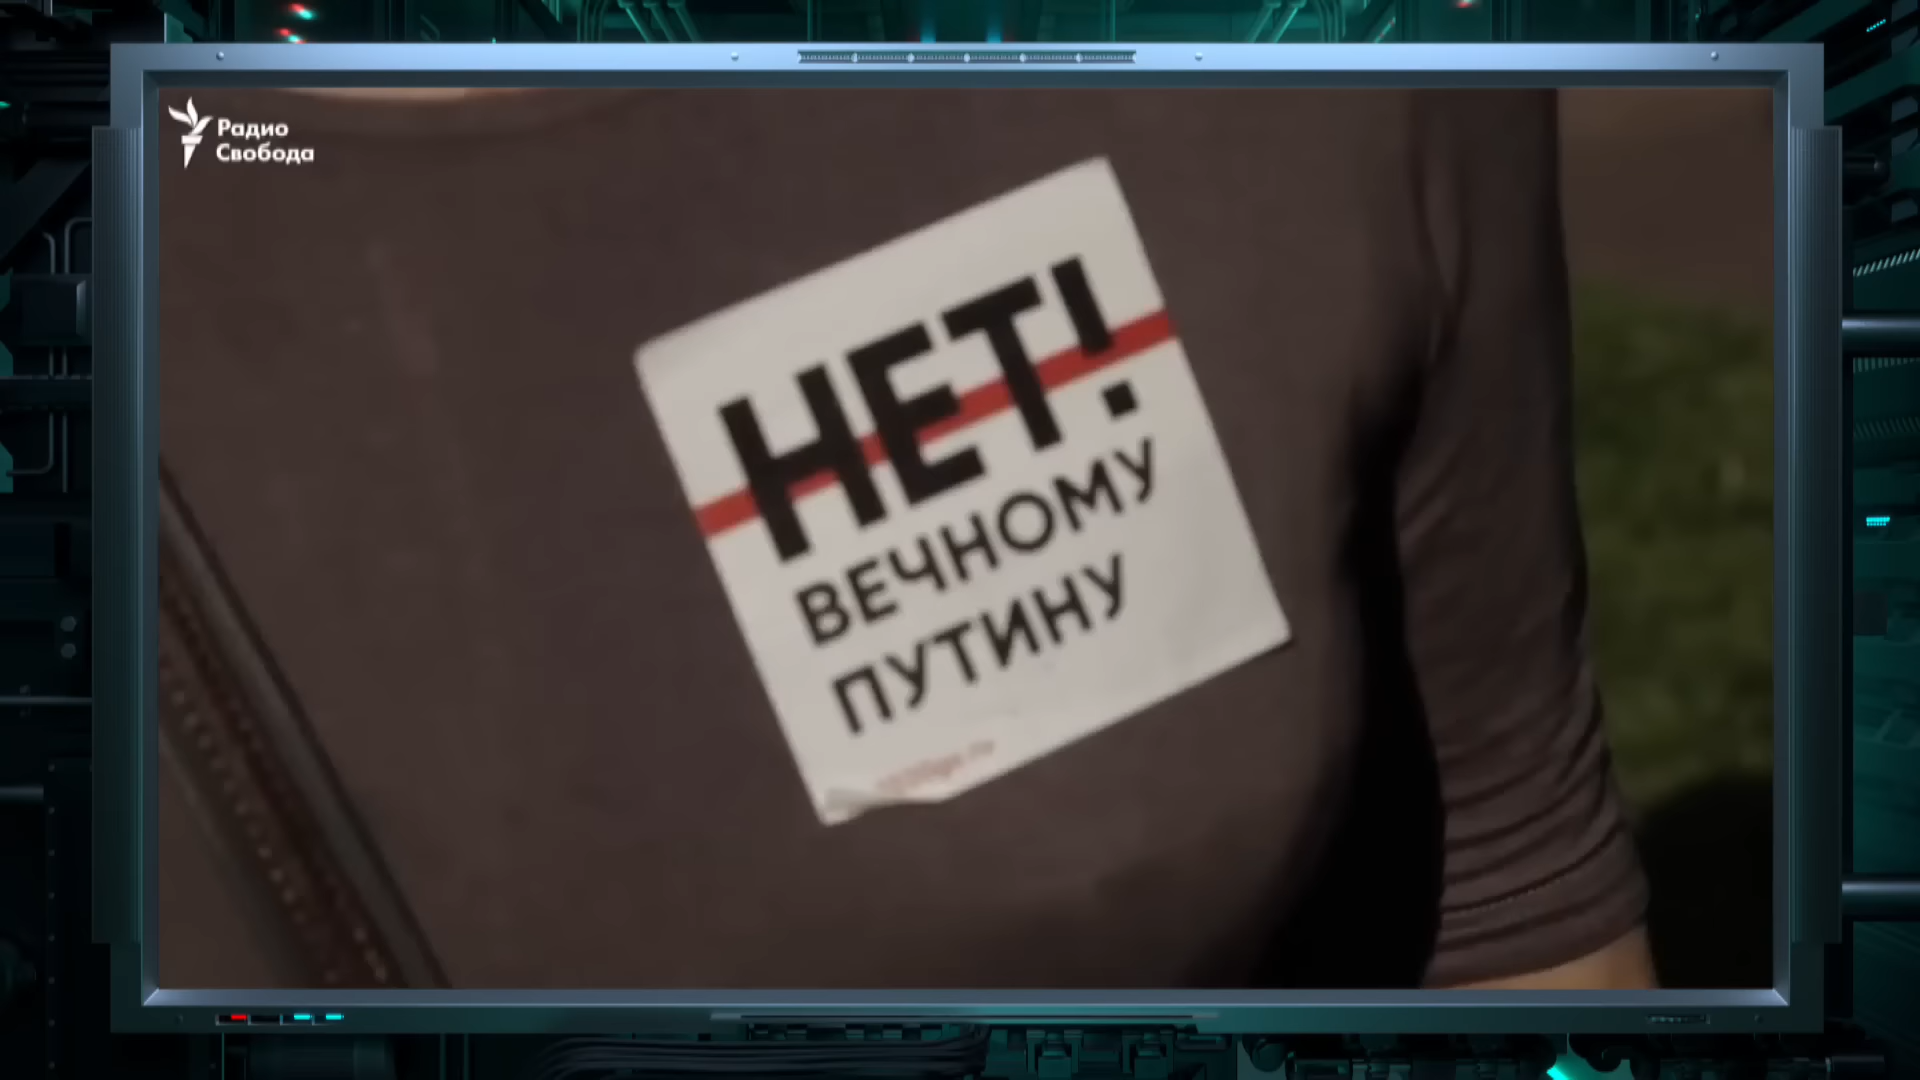 Радио
Свобода
НЕТ!
ВЕЧНОМУ
ПУТИНУ